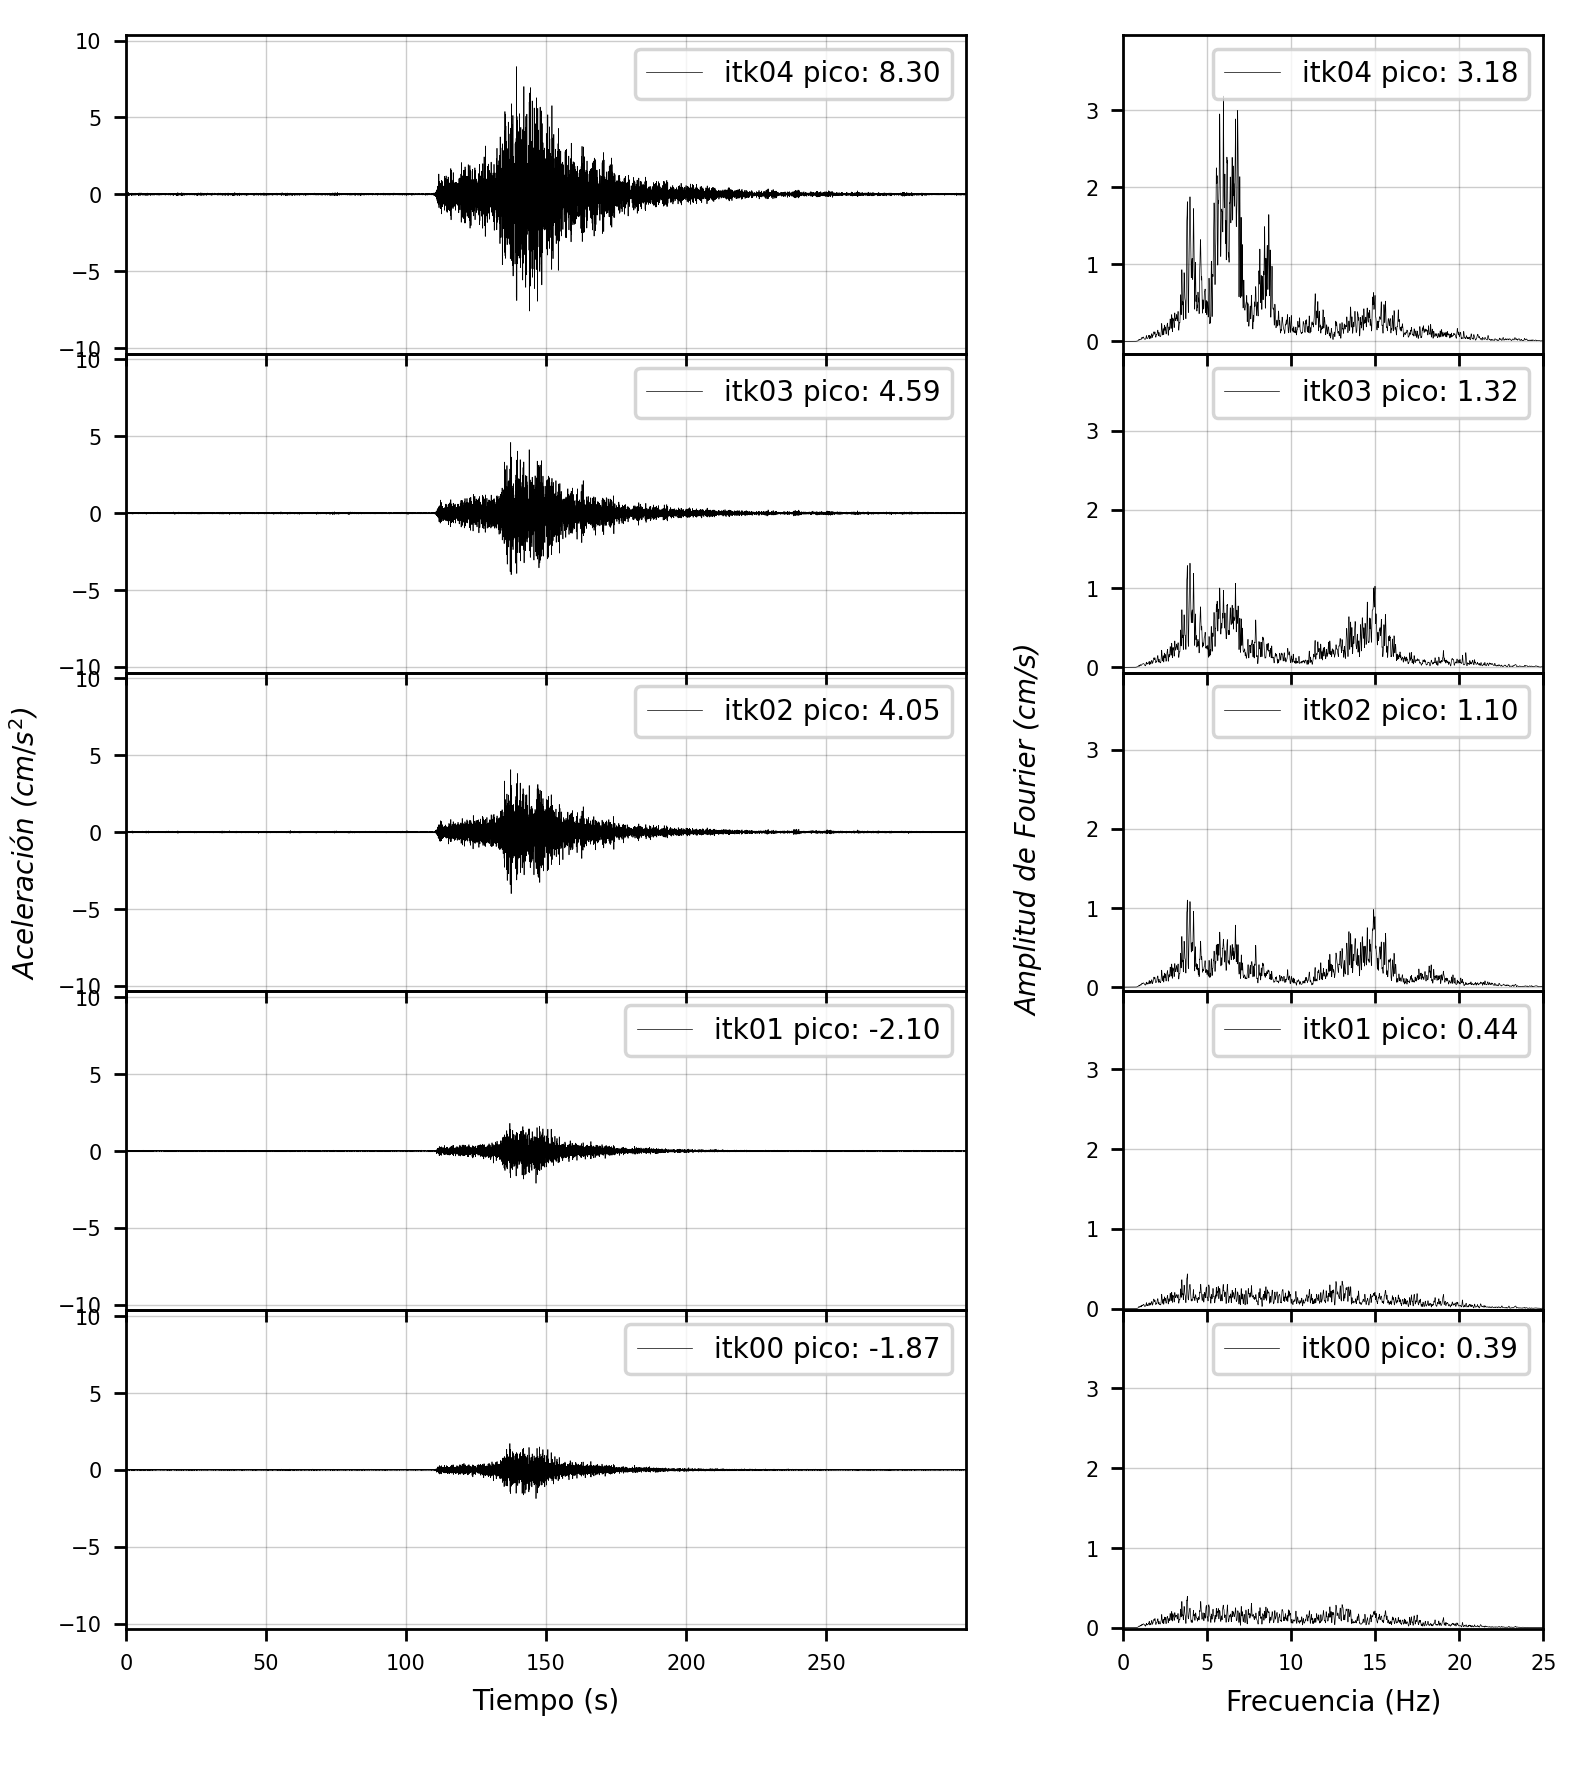 10
5
0
−5
−10
itk04 pico: 8.30
10
5
0
−5
−10
itk03 pico: 4.59
10
5
0
−5
−10
itk02 pico: 4.05
10
5
0
−5
−10
itk01 pico: -2.10
10
5
0
−5
−10
itk00 pico: -1.87
0 50 100 150 200 250
Tiempo (s)
Aceleración (cm/s²)
3
2
1
0
itk04 pico: 3.18
3
2
1
0
itk03 pico: 1.32
3
2
1
0
itk02 pico: 1.10
3
2
1
0
itk01 pico: 0.44
3
2
1
0
itk00 pico: 0.39
0 5 10 15 20 25
Frecuencia (Hz)
Amplitud de Fourier (cm/s)